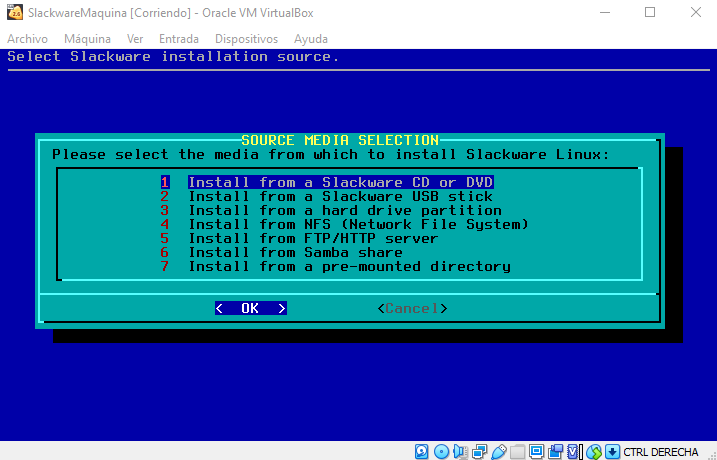 SlackwareMaquina [Corriendo] - Oracle VM VirtualBox
Archivo Máquina Ver Entrada Dispositivos Ayuda
Select Slackware installation source.
SOURCE MEDIA SELECTION
Please select the media from which to install Slackware Linux:
1 Install from a Slackware CD or DVD
2 Install from a Slackware USB stick
3 Install from a hard drive partition
4 Install from NFS (Network File System)
5 Install from FTP/HTTP server
6 Install from Samba share
7 Install from a pre-mounted directory
< OK > <Cancel>
CTRL DERECHA